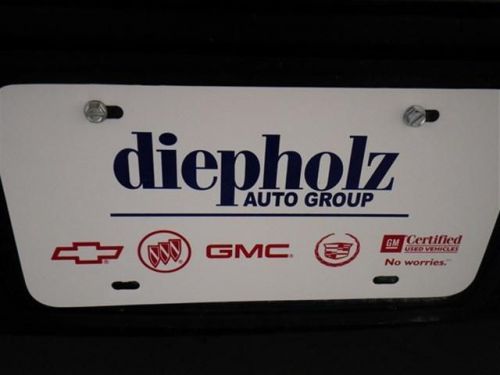 diepholz
AUTO GROUP
GMC
GM Certified
USED VEHICLES
No worries.